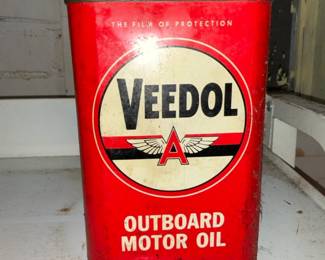 THE FILM OF PROTECTION
VEEDOL
A
OUTBOARD
MOTOR OIL